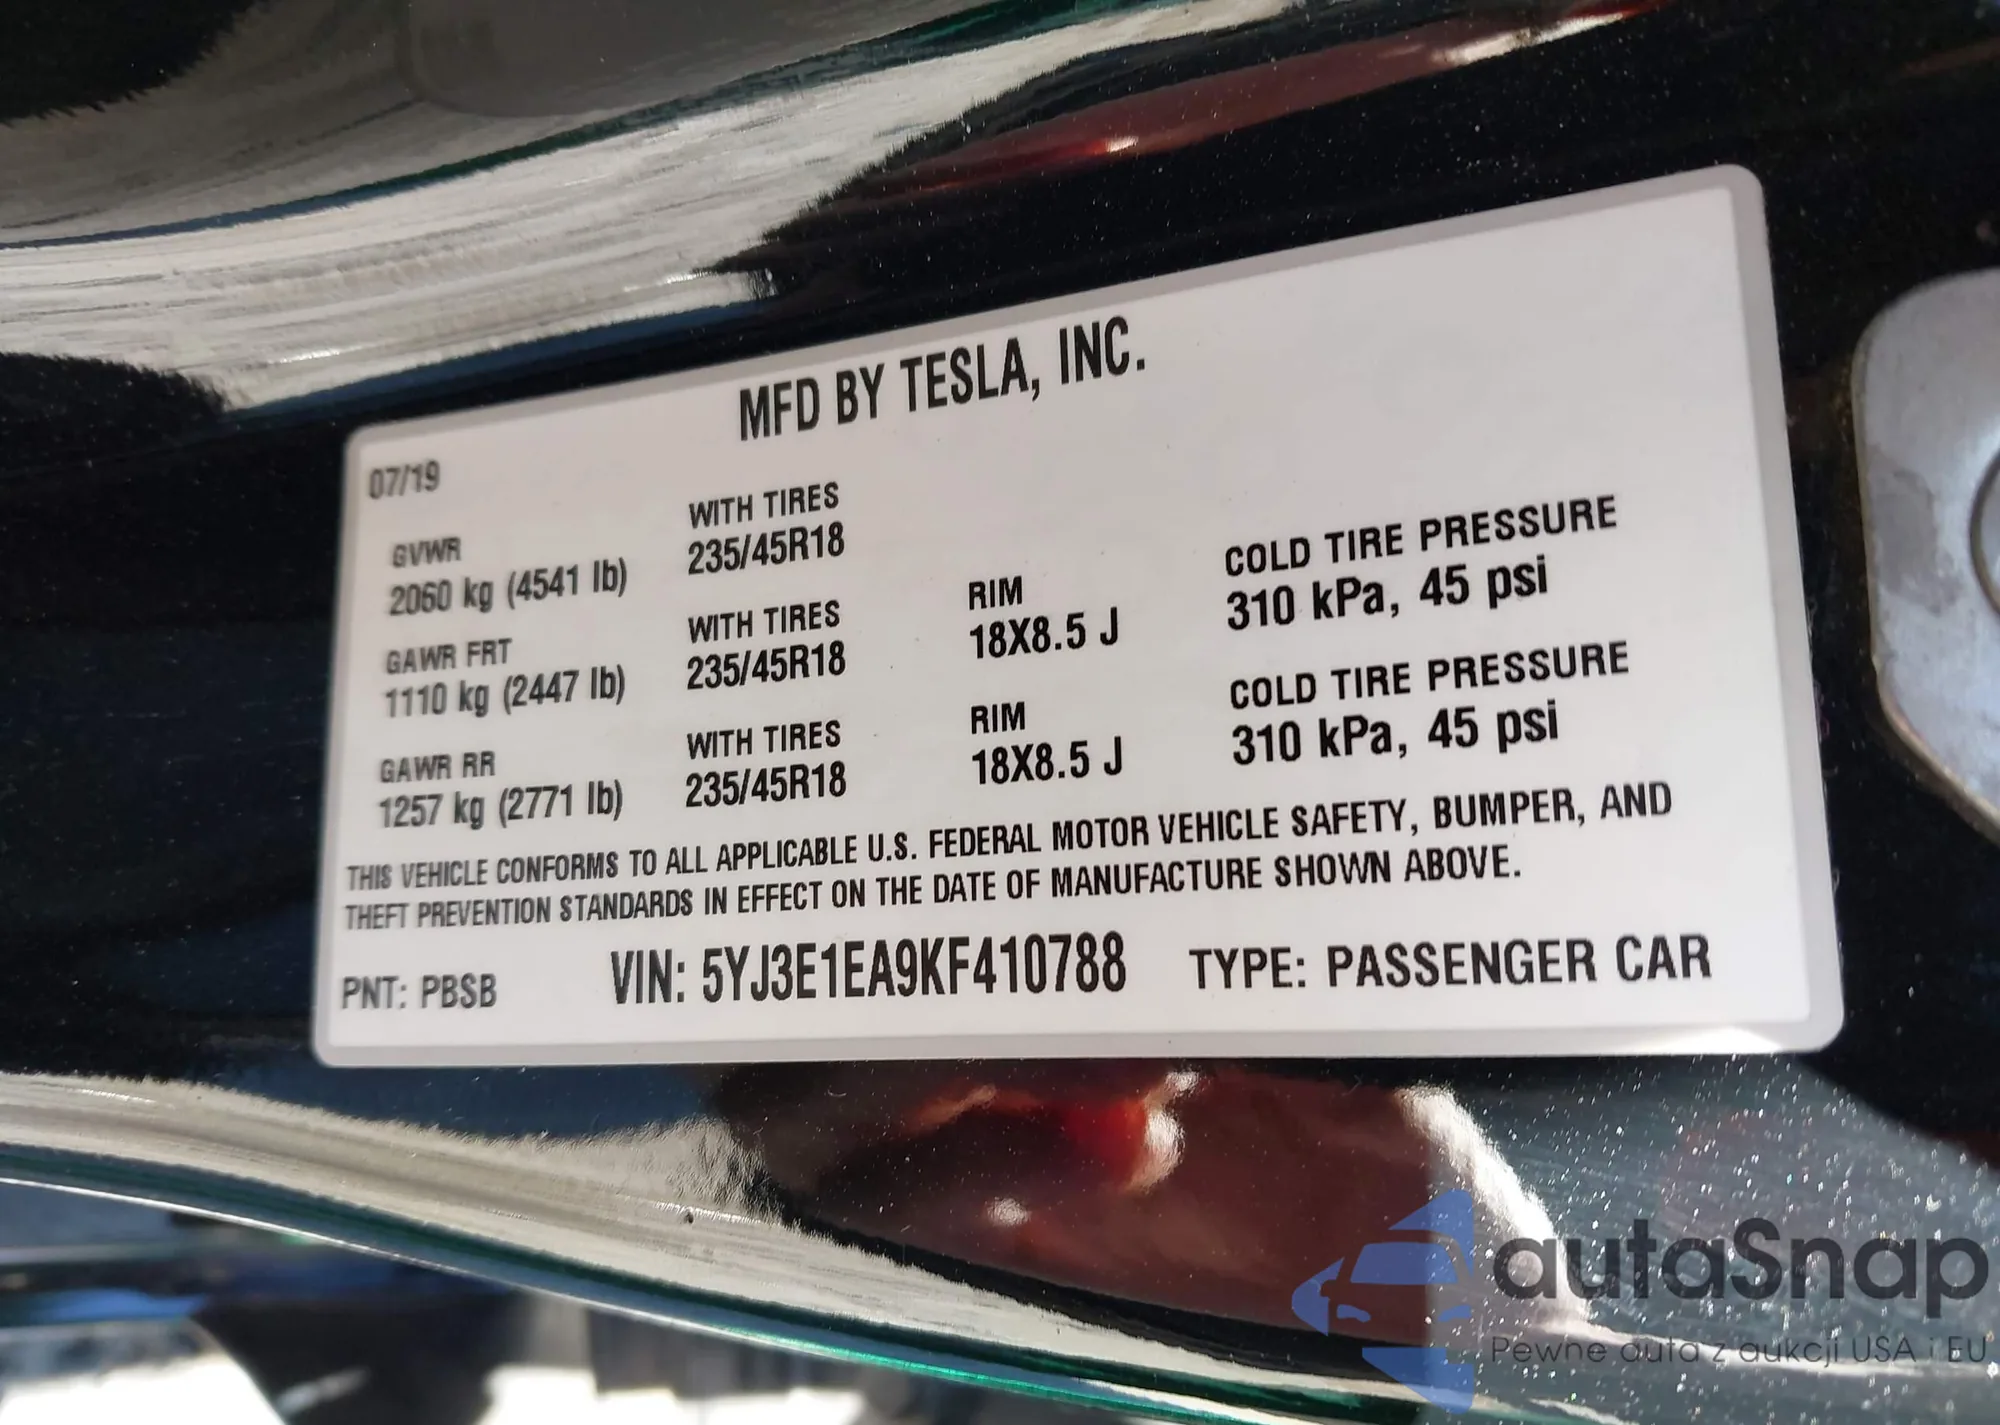 MFD BY TESLA, INC.
07/19
GVWR WITH TIRES
2060 kg (4541 lb) 235/45R18
GAWR FRT WITH TIRES RIM COLD TIRE PRESSURE
1110 kg (2447 lb) 235/45R18 18X8.5 J 310 kPa, 45 psi
GAWR RR WITH TIRES RIM COLD TIRE PRESSURE
1257 kg (2771 lb) 235/45R18 18X8.5 J 310 kPa, 45 psi
THIS VEHICLE CONFORMS TO ALL APPLICABLE U.S. FEDERAL MOTOR VEHICLE SAFETY, BUMPER, AND
THEFT PREVENTION STANDARDS IN EFFECT ON THE DATE OF MANUFACTURE SHOWN ABOVE.
PNT: PBSB VIN: 5YJ3E1EA9KF410788 TYPE: PASSENGER CAR
autaSnap
Pewne auta z aukcji USA i EU